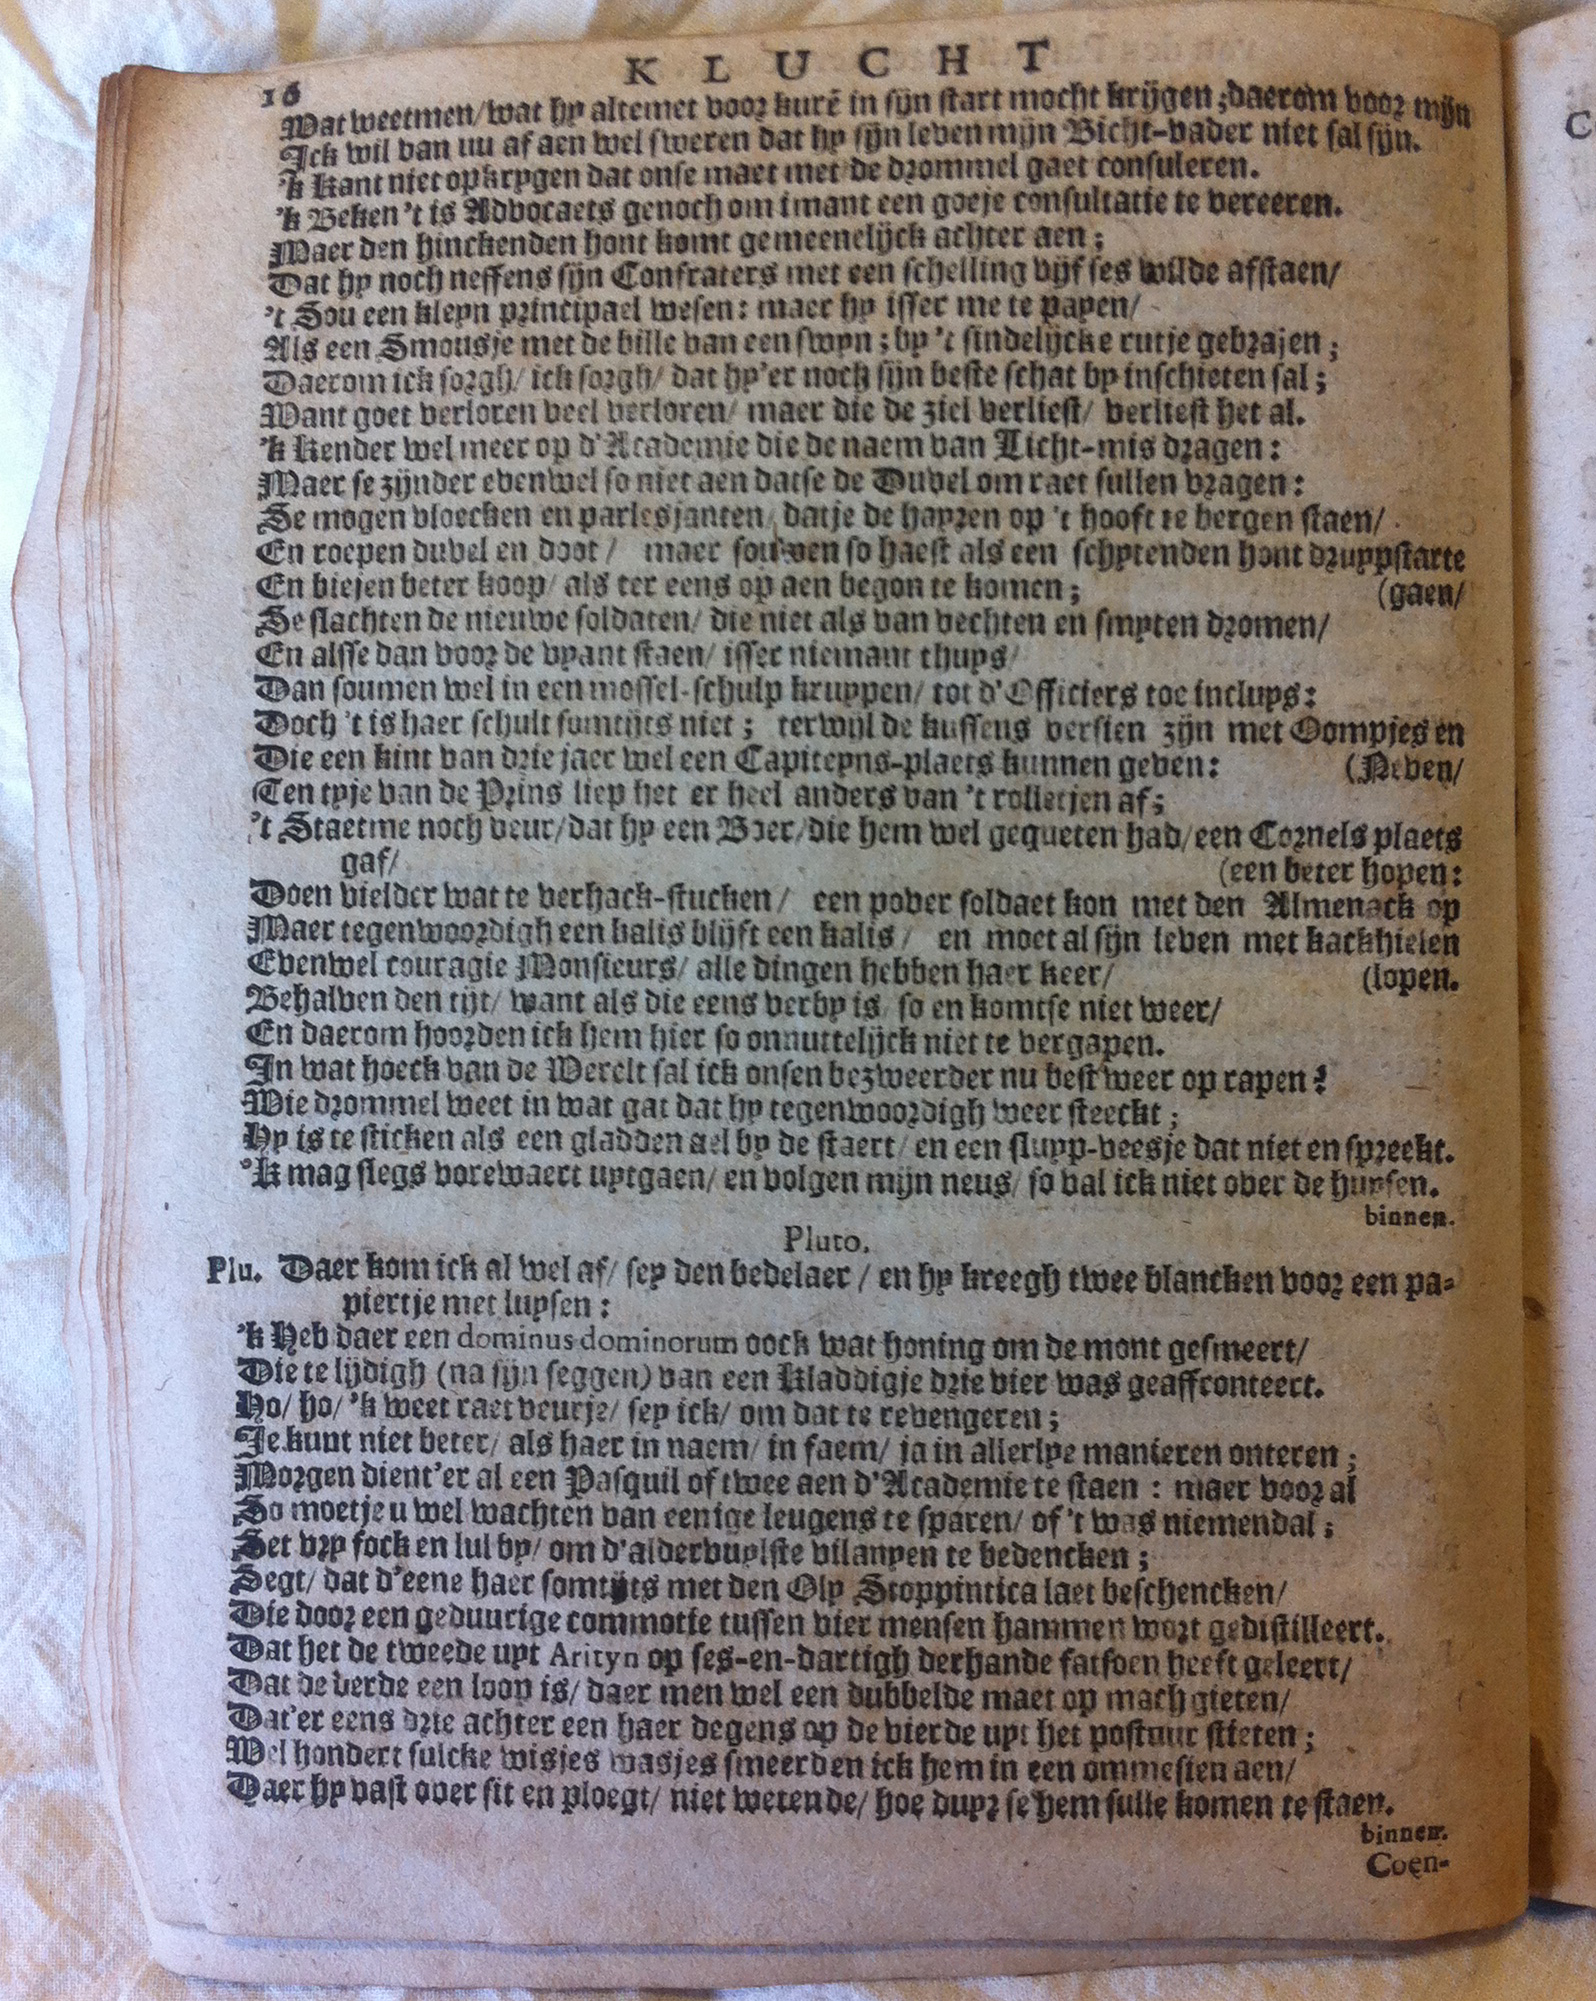 16
KLUCHT
Wat weetmen/wat hy altemet voor kurẽ in sijn start mocht krijgen ;daerom voor mijn
Ick wil van nu af aen wel sweren dat hy sijn leven mijn Bicht-vader niet sal sijn.
'k Kant niet opkrygen dat onse maet met de drommel gaet consuleren.
'k Beken 't is Advocaets genoch om imant een goeje consultatie te vereeren.
Maer den hinckenden hont komt gemeenelijck achter aen ;
Dat hy noch neffens sijn Confraters met een schelling vijf ses wilde afstaen/
't Sou een kleyn principael wesen : maer hy isser me te payen/
Als een Smousje met de bille van een swyn ; by 't sindelijcke rutje gebrajen ;
Daerom ick sorgh/ ick sorgh/ dat hy'er noch sijn beste schat by inschieten sal ;
Want goet verloren veel verloren/ maer die de ziel verliest/ verliest het al.
'k Kender wel meer op d'Academie die de naem van Licht-mis dragen :
Maer se zijnder evenwel so niet aen datse de Duvel om raet sullen vragen :
Se mogen vloecken en parlesjanten/ datje de hayren op 't hooft te bergen staen/
En roepen duvel en doot / maer souwen so haest als een schytenden hont druypstarte
En biejen beter koop/ als ter eens op aen begon te komen ; (gaen/
Se slachten de nieuwe soldaten/ die niet als van vechten en smyten dromen/
En alsse dan voor de vyant staen/ isser niemant thuys/
Dan soumen wel in een mossel-schulp kruypen/ tot d'Officiers toe incluys :
Doch 't is haer schult somtijts niet ; terwijl de kussens versien zijn met Oompjes en
Die een kint van drie jaer wel een Capiteyns-plaets kunnen geven : (Neven/
Ten tyje van de Prins liep het er heel anders van 't rolletjen af ;
't Staetme noch veur/dat hy een Boer/die hem wel gequeten had/een Cornels plaets
gaf/ (een beter hopen :
Doen vielder wat te verhack-stucken / een pover soldaet kon met den Almenack op
Maer tegenwoordigh een kalis blijft een kalis / en moet al sijn leven met kackhielen
Evenwel couragie Monsieurs/ alle dingen hebben haer keer/ (lopen.
Behalven den tijt/ want als die eens verby is/ so en komtse niet weer/
En daerom hoorden ick hem hier so onnuttelijck niet te vergapen.
In wat hoeck van de Werelt sal ick onsen bezweerder nu best weer op rapen ?
Wie drommel weet in wat gat dat hy tegenwoordigh weer steeckt ;
Hy is te sticken als een gladden ael by de staert/ en een sluyp-veesje dat niet en spreekt.
'k mag slegs vorewaert uytgaen/ en volgen mijn neus/ so val ick niet over de huysen.
binnen.
Pluto.
Plu. Daer kom ick al wel af/ sey den bedelaer / en hy kreegh twee blancken voor een pa-
piertje met luysen :
'k Heb daer een dominus dominorum oock wat honing om de mont gesmeert/
Die te lijdigh (na sijn seggen) van een Kladdigje drie vier was geaffronteert.
Ho/ ho/ 'k weet raet veurje/ sey ick/ om dat te revengeren ;
Je kunt niet beter/ als haer in naem/ in faem/ ja in allerlye manieren onteren ;
Morgen dient'er al een Pasquil of twee aen d'Academie te staen : maer voor al
So moetje u wel wachten van eenige leugens te sparen/ of 't was niemendal ;
Set vry fock en lul by/ om d'aldervuylste vilanyen te bedencken ;
Segt/ dat d'eene haer somtijts met den Oly Stoppintica laet beschencken/
Die door een geduurige commotie tussen vier mensen hammen wort gedistilleert.
Dat het de tweede uyt Arityn op ses-en-dartigh derhande fatsoen heeft geleert/
Dat de derde een loop is/ daer men wel een dubbelde maet op mach gieten/
Dat'er eens drie achter een haer degens op de vierde uyt het postuur stieten ;
Wel hondert sulcke wisjes wasjes smeerden ick hem in een ommesien aen/
Daer hy vast over sit en ploegt/ niet wetende/ hoe duyr se hem sulle komen te staen.
binnen.
Coen-